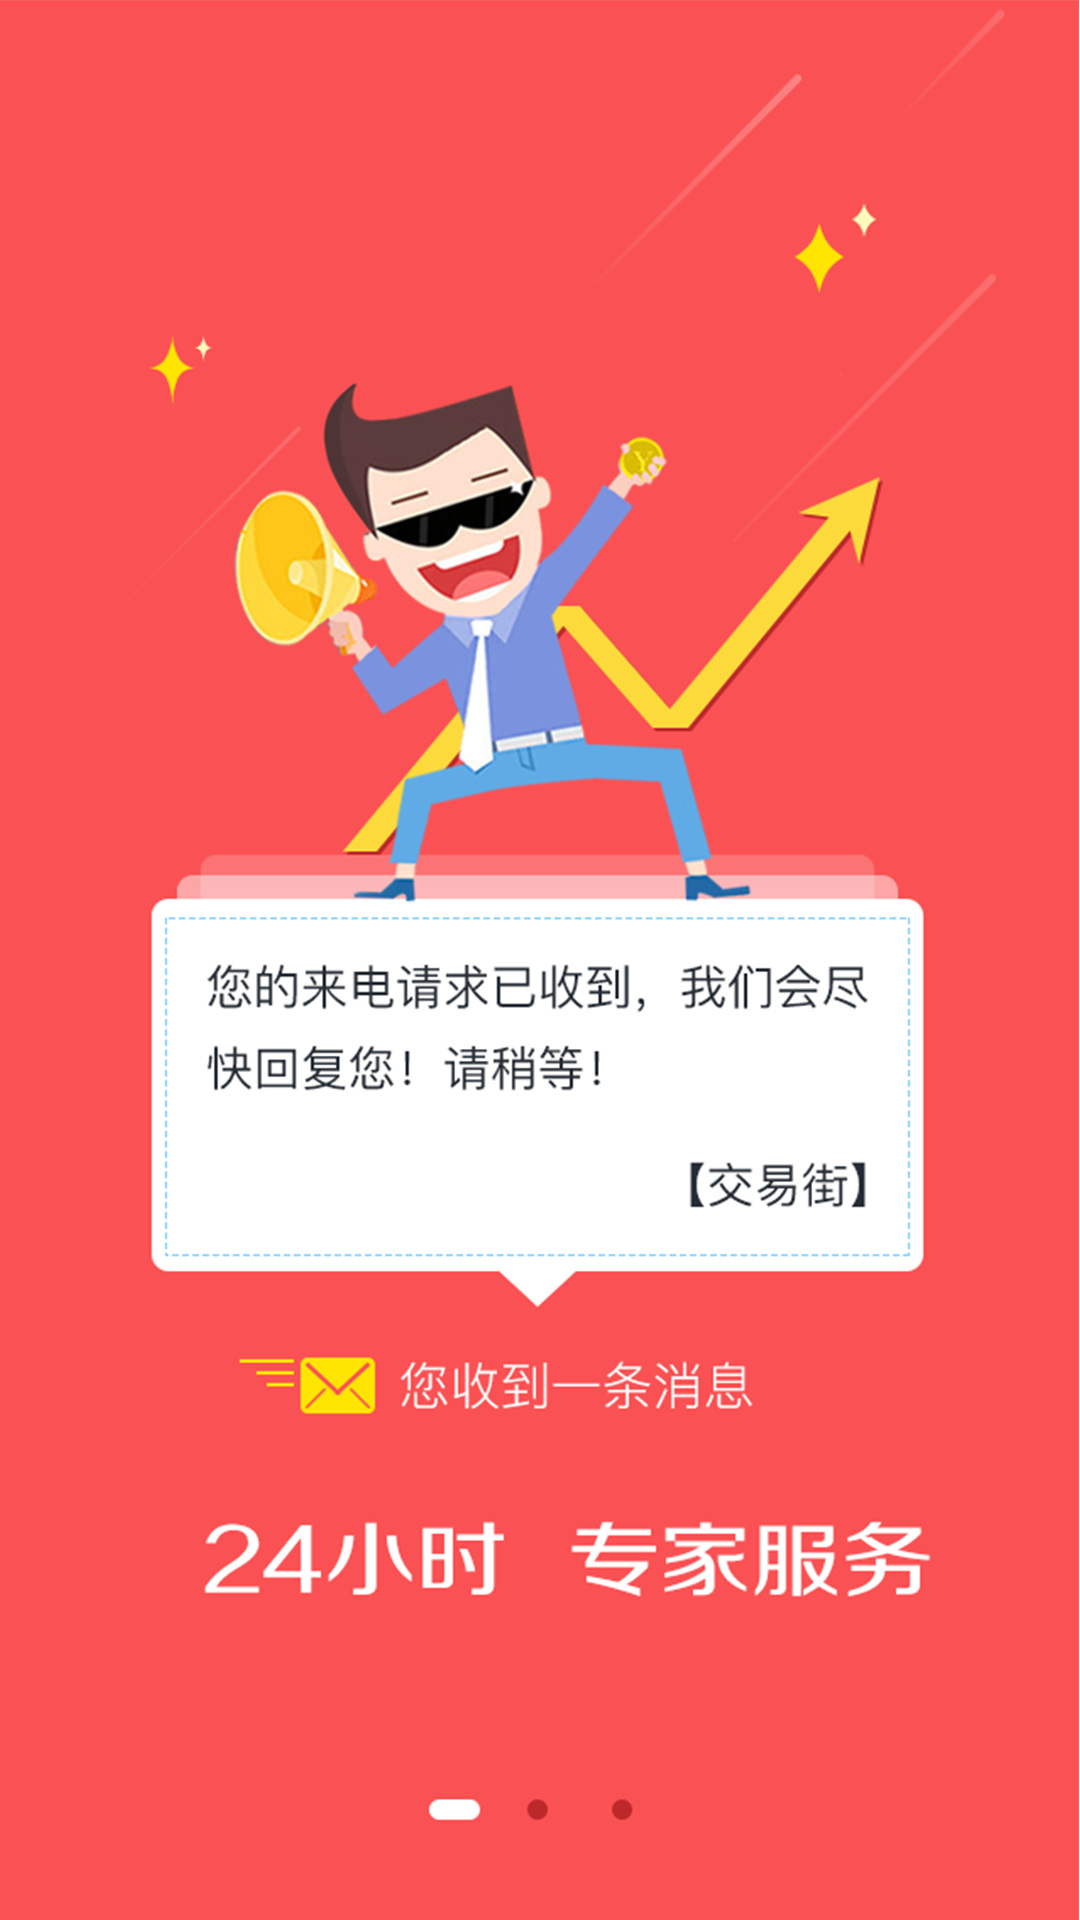 您的来电请求已收到，我们会尽
快回复您！请稍等！
【交易街】
您收到一条消息
24小时 专家服务